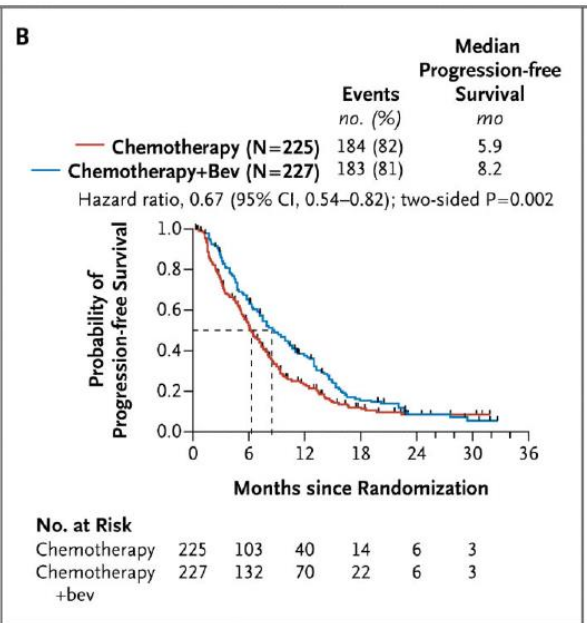 B
Median
Progression-free
Events Survival
no. (%) mo
Chemotherapy (N=225) 184 (82) 5.9
Chemotherapy+Bev (N=227) 183 (81) 8.2
Hazard ratio, 0.67 (95% CI, 0.54–0.82); two-sided P=0.002
Probability of
Progression-free Survival
1.0
0.8
0.6
0.4
0.2
0.0
0 6 12 18 24 30 36
Months since Randomization
No. at Risk
Chemotherapy 225 103 40 14 6 3
Chemotherapy 227 132 70 22 6 3
+bev